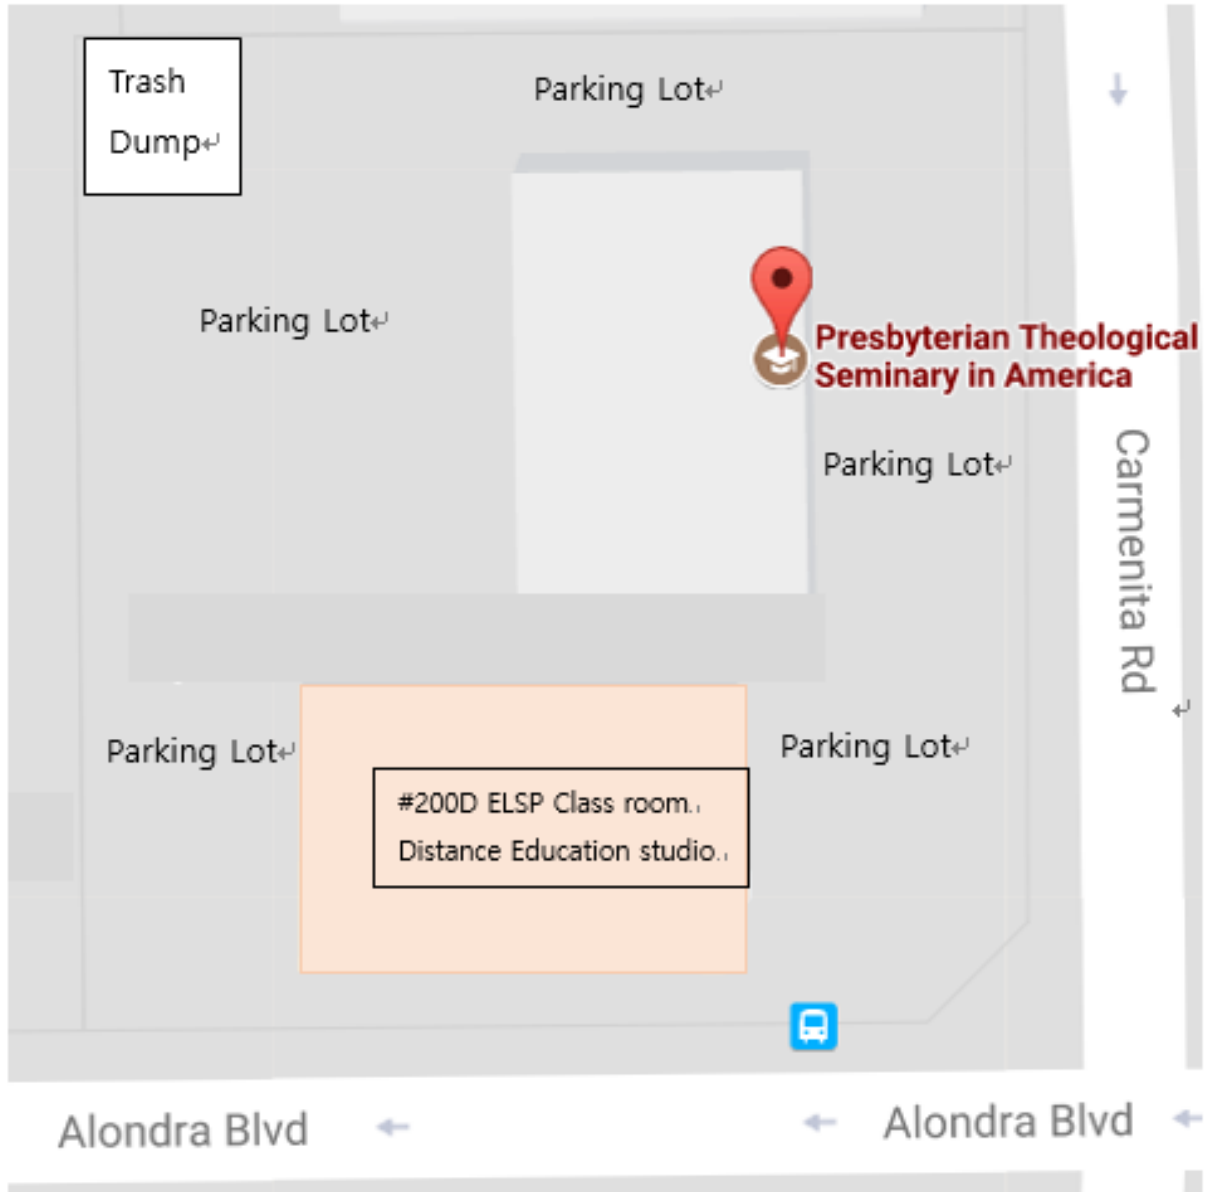 Trash
Dump
Parking Lot
Parking Lot
Presbyterian Theological
Seminary in America
Parking Lot
Carmenita Rd
Parking Lot
Parking Lot
#200D ELSP Class room.
Distance Education studio.
Alondra Blvd
Alondra Blvd